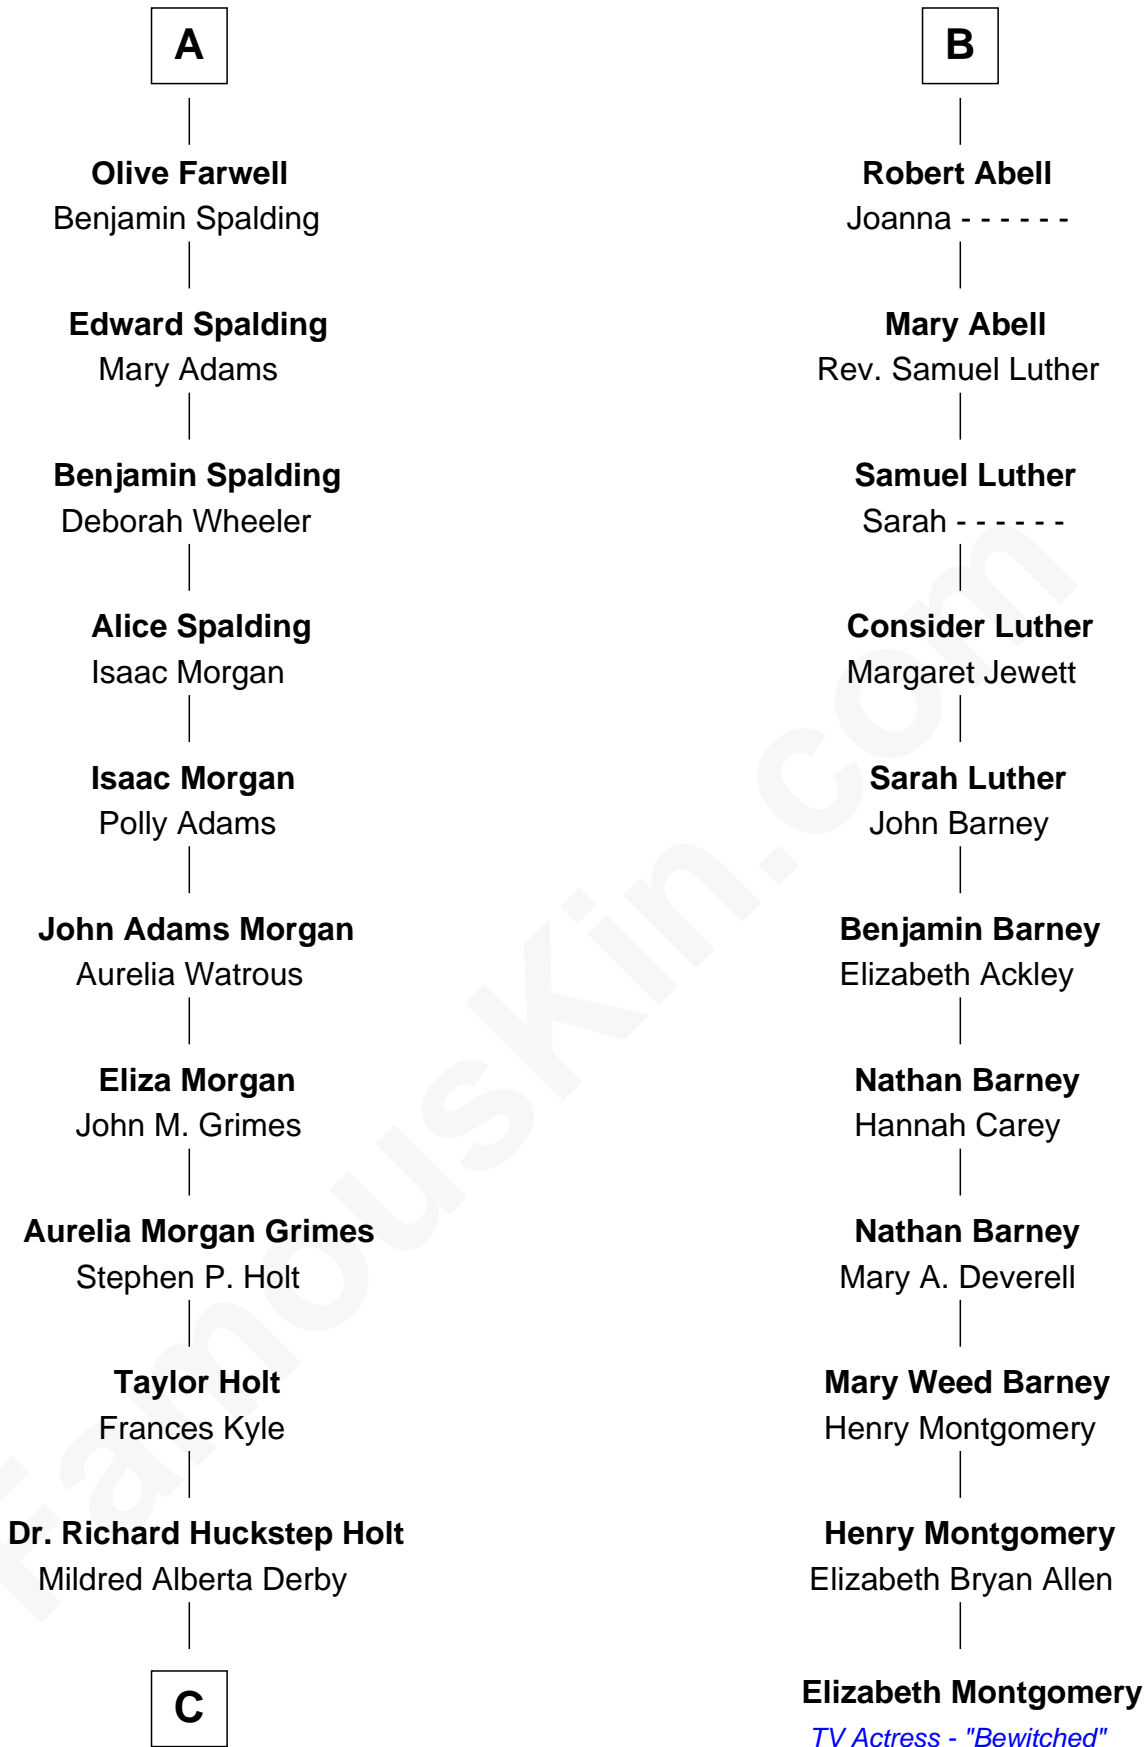 A
Olive Farwell
Benjamin Spalding
Edward Spalding
Mary Adams
Benjamin Spalding
Deborah Wheeler
Alice Spalding
Isaac Morgan
Isaac Morgan
Polly Adams
John Adams Morgan
Aurelia Watrous
Eliza Morgan
John M. Grimes
Aurelia Morgan Grimes
Stephen P. Holt
Taylor Holt
Frances Kyle
Dr. Richard Huckstep Holt
Mildred Alberta Derby
C
B
Robert Abell
Joanna - - - - - -
Mary Abell
Rev. Samuel Luther
Samuel Luther
Sarah - - - - - -
Consider Luther
Margaret Jewett
Sarah Luther
John Barney
Benjamin Barney
Elizabeth Ackley
Nathan Barney
Hannah Carey
Nathan Barney
Mary A. Deverell
Mary Weed Barney
Henry Montgomery
Henry Montgomery
Elizabeth Bryan Allen
Elizabeth Montgomery
TV Actress - "Bewitched"
FamousKin.com